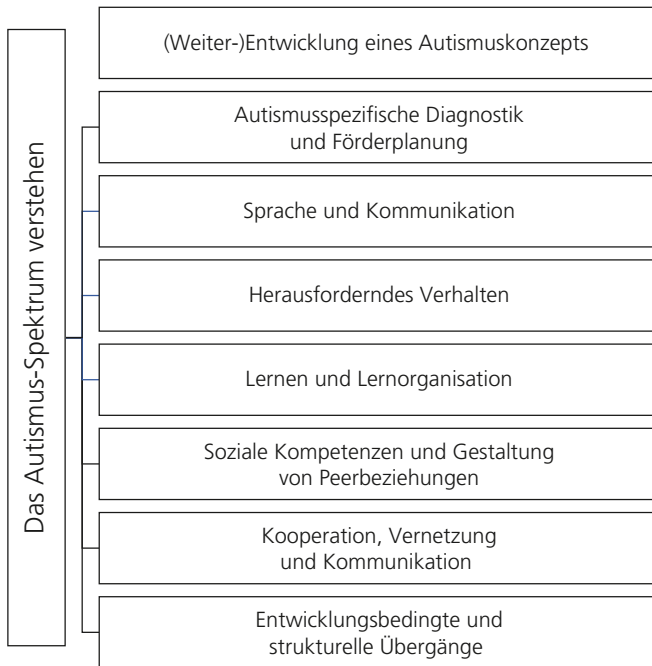 Das Autismus-Spektrum verstehen
(Weiter-)Entwicklung eines Autismuskonzepts
Autismusspezifische Diagnostik
und Förderplanung
Sprache und Kommunikation
Herausforderndes Verhalten
Lernen und Lernorganisation
Soziale Kompetenzen und Gestaltung
von Peerbeziehungen
Kooperation, Vernetzung
und Kommunikation
Entwicklungsbedingte und
strukturelle Übergänge